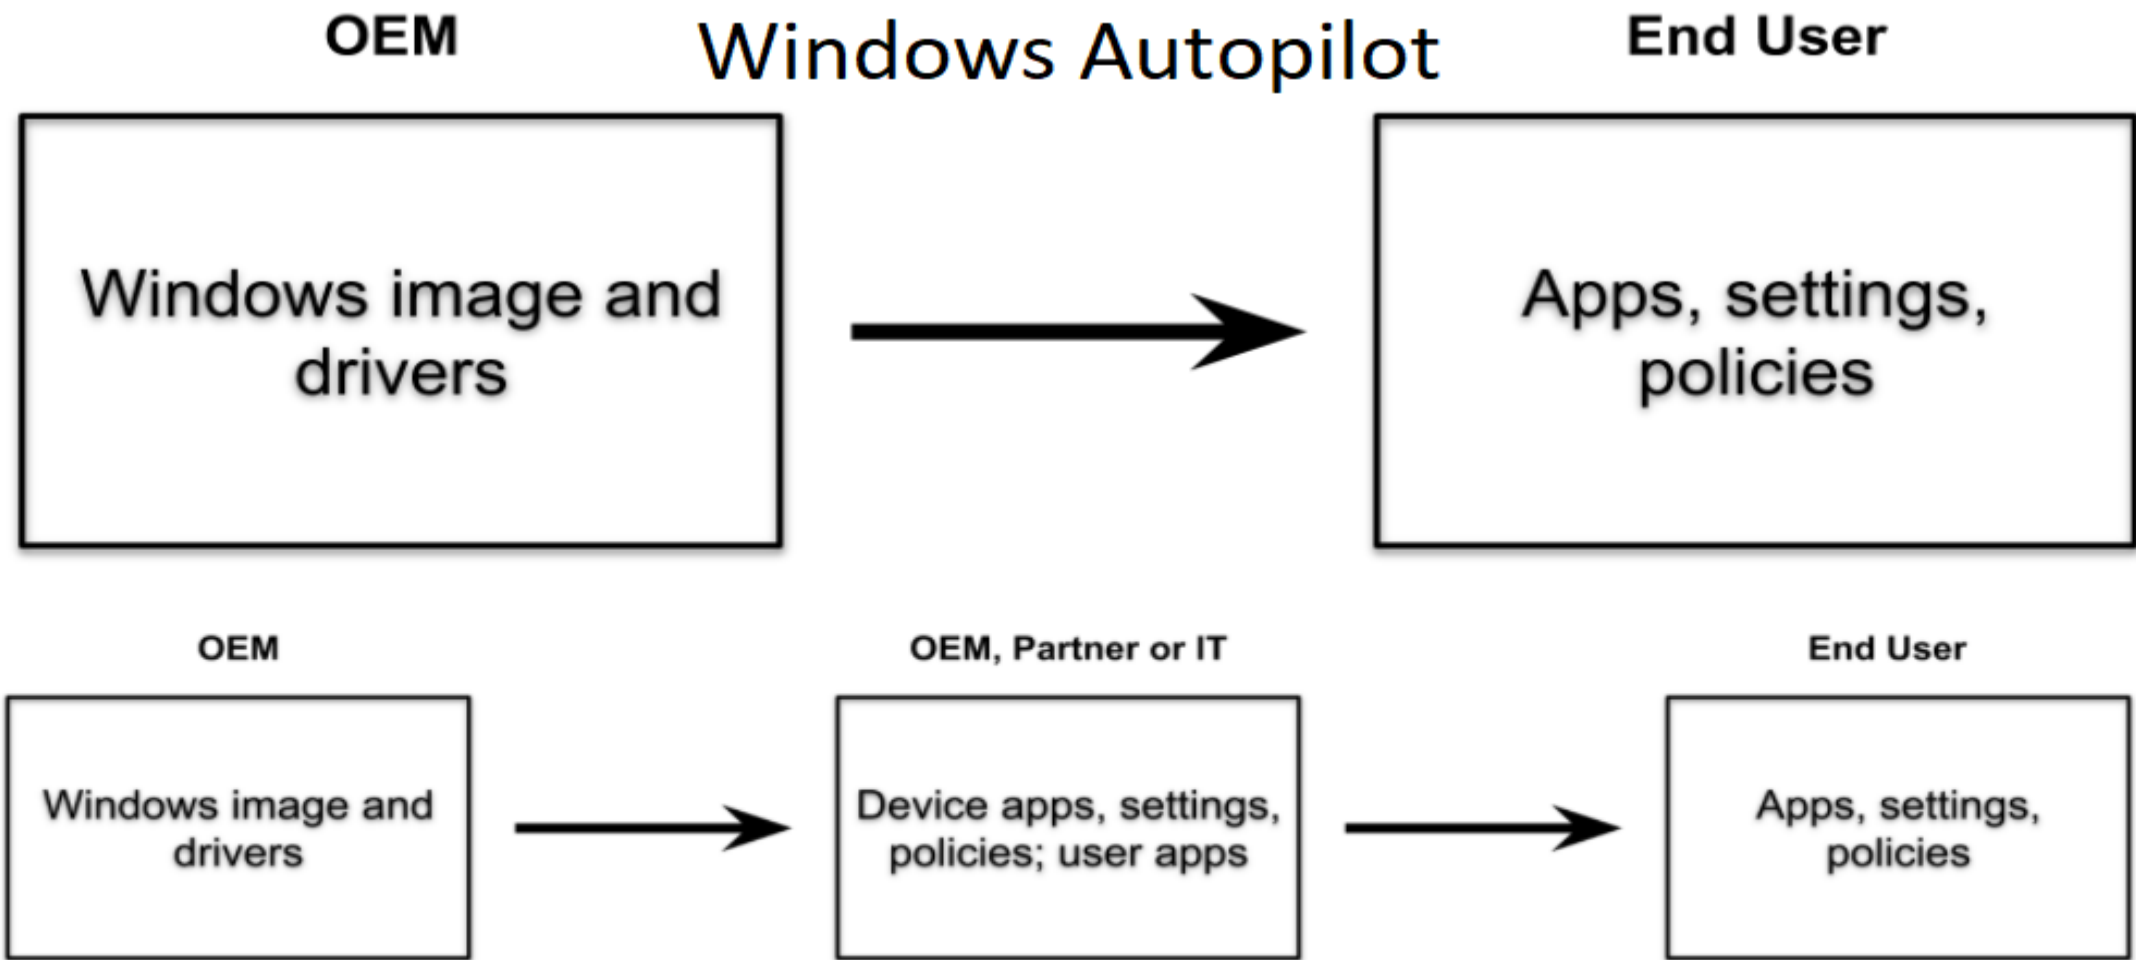 OEM
Windows Autopilot
End User
Windows image and
drivers
Apps, settings,
policies
OEM
OEM, Partner or IT
End User
Windows image and
drivers
Device apps, settings,
policies; user apps
Apps, settings,
policies